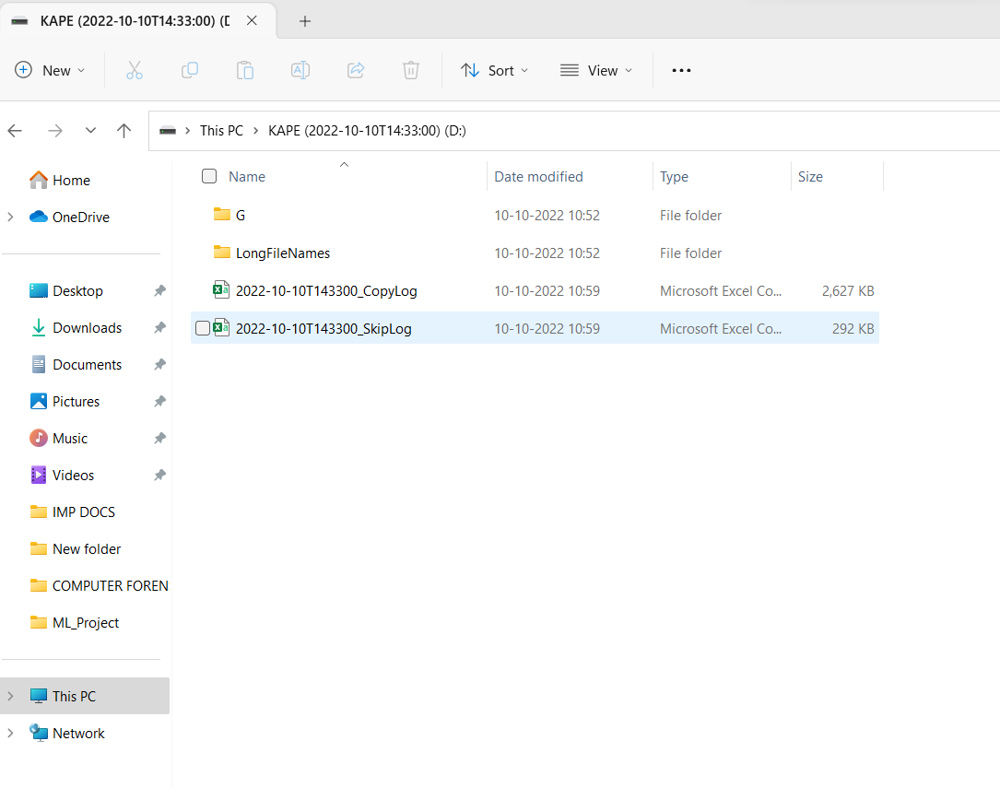 KAPE (2022-10-10T14:33:00) (D
New
Sort
View
This PC
KAPE (2022-10-10T14:33:00) (D:)
Home
OneDrive
Desktop
Downloads
Documents
Pictures
Music
Videos
IMP DOCS
New folder
COMPUTER FOREN
ML_Project
This PC
Network
Name Date modified Type Size
G 10-10-2022 10:52 File folder
LongFileNames 10-10-2022 10:52 File folder
2022-10-10T143300_CopyLog 10-10-2022 10:59 Microsoft Excel Co... 2,627 KB
2022-10-10T143300_SkipLog 10-10-2022 10:59 Microsoft Excel Co... 292 KB